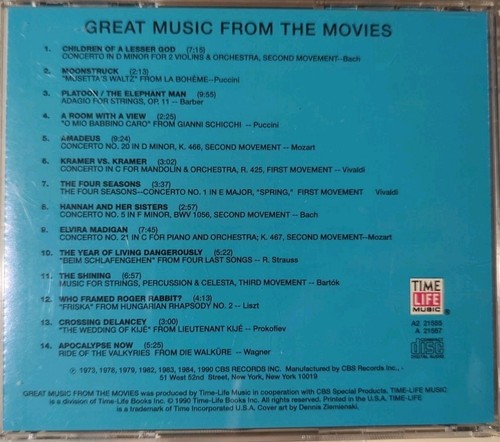 GREAT MUSIC FROM THE MOVIES
1. CHILDREN OF A LESSER GOD (7:15)
CONCERTO IN D MINOR FOR 2 VIOLINS & ORCHESTRA, SECOND MOVEMENT—Bach
2. MOONSTRUCK (2:13)
"MUSETTA'S WALTZ" FROM LA BOHÈME—Puccini
3. PLATOON / THE ELEPHANT MAN (9:55)
ADAGIO FOR STRINGS, OP. 11 — Barber
4. A ROOM WITH A VIEW (2:25)
"O MIO BABBINO CARO" FROM GIANNI SCHICCHI — Puccini
5. AMADEUS (9:24)
CONCERTO NO. 20 IN D MINOR, K. 466, SECOND MOVEMENT — Mozart
6. KRAMER VS. KRAMER (3:02)
CONCERTO IN C FOR MANDOLIN & ORCHESTRA, R. 425, FIRST MOVEMENT — Vivaldi
7. THE FOUR SEASONS (3:37)
THE FOUR SEASONS—CONCERTO NO. 1 IN E MAJOR, "SPRING," FIRST MOVEMENT Vivaldi
8. HANNAH AND HER SISTERS (2:57)
CONCERTO NO. 5 IN F MINOR, BWV 1056, SECOND MOVEMENT — Bach
9. ELVIRA MADIGAN (7:45)
CONCERTO NO. 21 IN C FOR PIANO AND ORCHESTRA; K. 467, SECOND MOVEMENT—Mozart
10. THE YEAR OF LIVING DANGEROUSLY (5:22)
"BEIM SCHLAFENGEHEN" FROM FOUR LAST SONGS — R. Strauss
11. THE SHINING (6:57)
MUSIC FOR STRINGS, PERCUSSION & CELESTA, THIRD MOVEMENT — Bartók
12. WHO FRAMED ROGER RABBIT? (4:13)
"FRISKA" FROM HUNGARIAN RHAPSODY NO. 2 — Liszt
13. CROSSING DELANCEY (3:00)
"THE WEDDING OF KIJÉ" FROM LIEUTENANT KIJÉ — Prokofiev
14. APOCALYPSE NOW (5:25)
RIDE OF THE VALKYRIES FROM DIE WALKÜRE — Wagner
TIME
LIFE
MUSIC ®
A2 21555
A 21557
COMPACT
disc
DIGITAL AUDIO
℗ 1973, 1978, 1979, 1982, 1983, 1984, 1990 CBS RECORDS INC. Manufactured by CBS Records Inc.,
51 West 52nd Street, New York, New York 10019
GREAT MUSIC FROM THE MOVIES was produced by Time-Life Music in cooperation with CBS Special Products. TIME-LIFE MUSIC
is a division of Time-Life Books Inc. © 1990 Time-Life Books Inc. All rights reserved. Printed in the U.S.A. TIME-LIFE
is a trademark of Time Incorporated U.S.A. Cover art by Dennis Ziemienski.